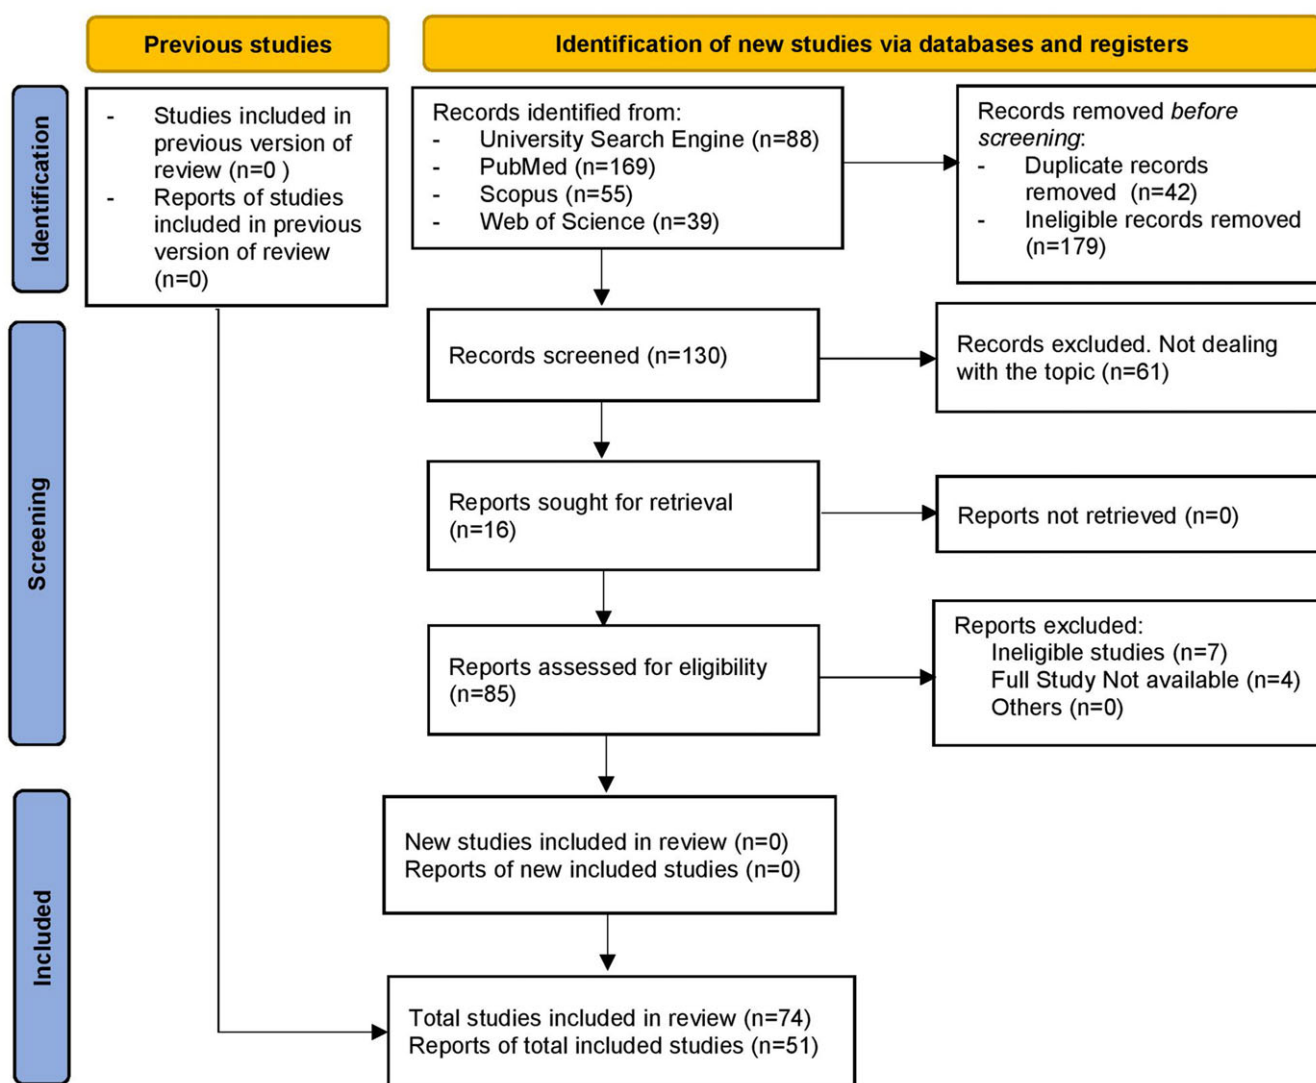 Previous studies
Identification of new studies via databases and registers
Identification
- Studies included in
previous version of
review (n=0 )
- Reports of studies
included in previous
version of review
(n=0)
Records identified from:
- University Search Engine (n=88)
- PubMed (n=169)
- Scopus (n=55)
- Web of Science (n=39)
Records removed before
screening:
- Duplicate records
removed (n=42)
- Ineligible records removed
(n=179)
Screening
Records screened (n=130)
Records excluded. Not dealing
with the topic (n=61)
Reports sought for retrieval
(n=16)
Reports not retrieved (n=0)
Reports assessed for eligibility
(n=85)
Reports excluded:
Ineligible studies (n=7)
Full Study Not available (n=4)
Others (n=0)
Included
New studies included in review (n=0)
Reports of new included studies (n=0)
Total studies included in review (n=74)
Reports of total included studies (n=51)